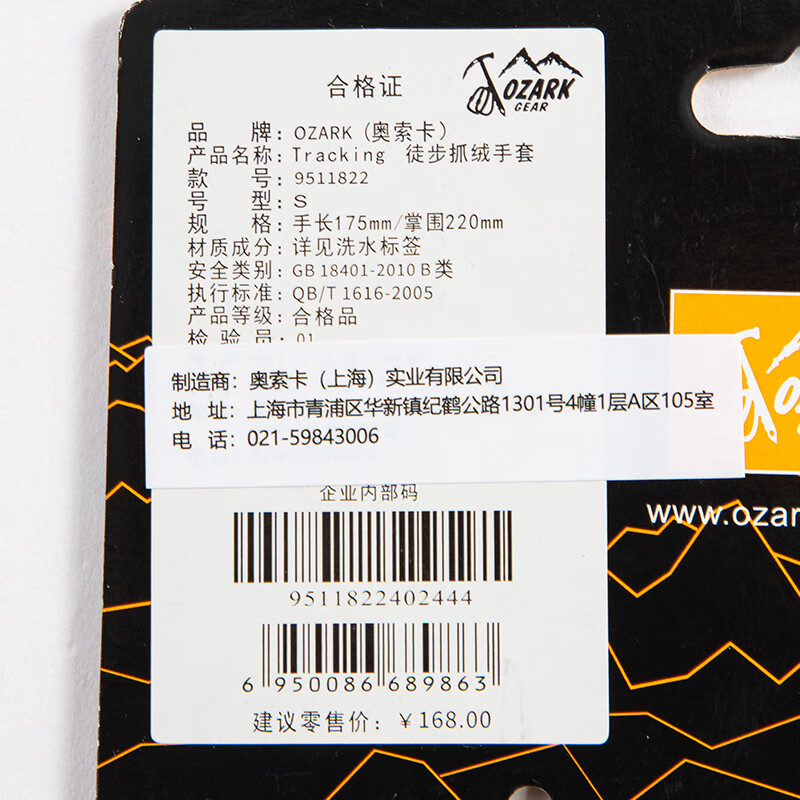 合格证
OZARK
GEAR
品 牌：OZARK（奥索卡）
产品名称：Tracking 徒步抓绒手套
款 号：9511822
号 型：S
规 格：手长175mm/掌围220mm
材质成分：详见洗水标签
安全类别：GB 18401-2010 B 类
执行标准：QB/T 1616-2005
产品等级：合格品
检 验 员：01
制造商：奥索卡（上海）实业有限公司
地 址：上海市青浦区华新镇纪鹤公路1301号4幢1层A区105室
电 话：021-59843006
企业内部码
9511822402444
6 950086 689863
建议零售价：￥168.00
www.ozar